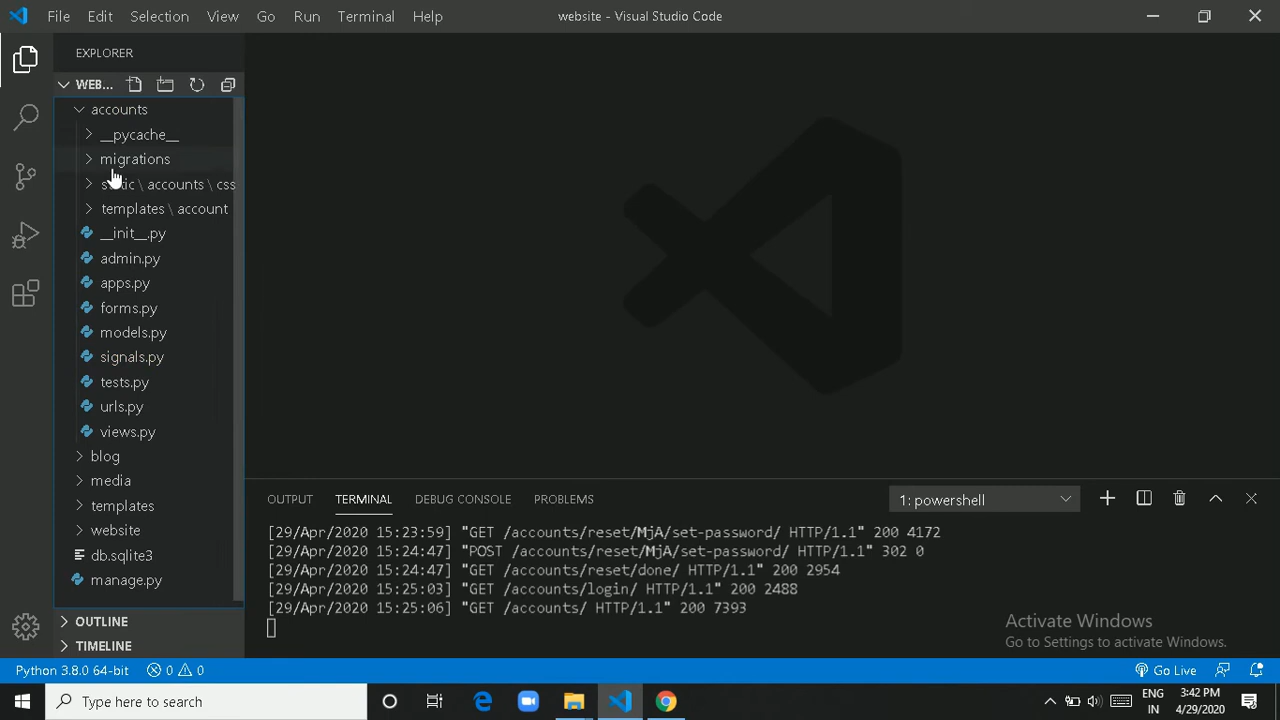 File Edit Selection View Go Run Terminal Help website - Visual Studio Code
EXPLORER
WEB...
accounts
__pycache__
migrations
\ accounts \ css
templates \ account
__init__.py
admin.py
apps.py
forms.py
models.py
signals.py
tests.py
urls.py
views.py
blog
media
templates
website
db.sqlite3
manage.py
OUTLINE
TIMELINE
OUTPUT TERMINAL DEBUG CONSOLE PROBLEMS 1: powershell
[29/Apr/2020 15:23:59] "GET /accounts/reset/MjA/set-password/ HTTP/1.1" 200 4172
[29/Apr/2020 15:24:47] "POST /accounts/reset/MjA/set-password/ HTTP/1.1" 302 0
[29/Apr/2020 15:24:47] "GET /accounts/reset/done/ HTTP/1.1" 200 2954
[29/Apr/2020 15:25:03] "GET /accounts/login/ HTTP/1.1" 200 2488
[29/Apr/2020 15:25:06] "GET /accounts/ HTTP/1.1" 200 7393
Activate Windows
Go to Settings to activate Windows.
Python 3.8.0 64-bit 0 0 Go Live
Type here to search
ENG
IN
3:42 PM
4/29/2020